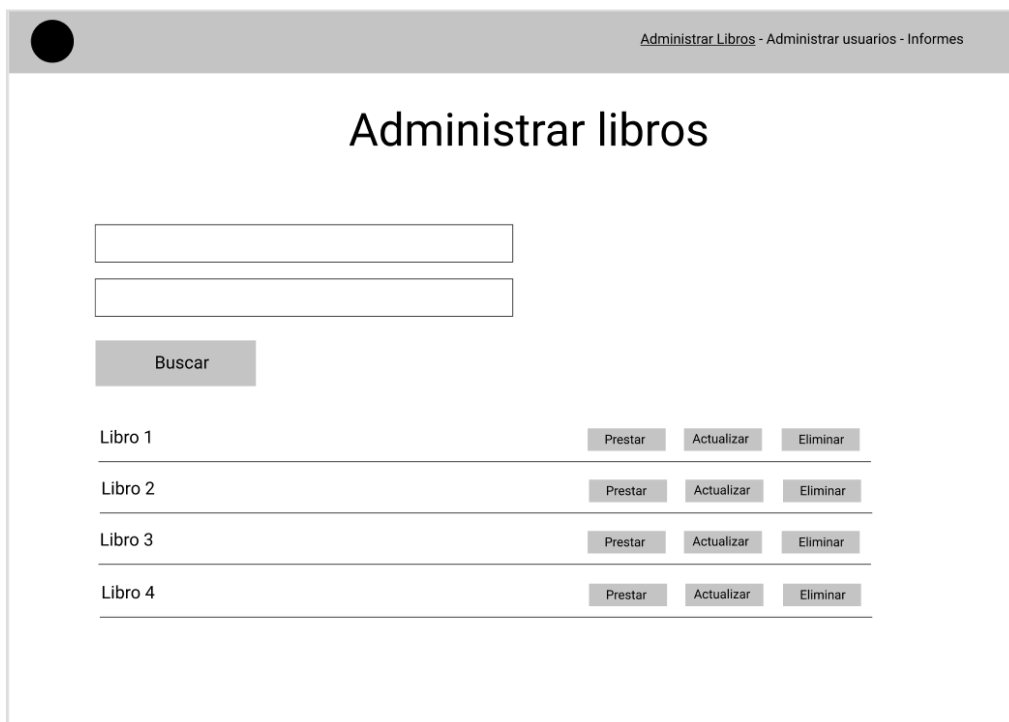 Administrar Libros - Administrar usuarios - Informes
Administrar libros
Buscar
Libro 1 Prestar Actualizar Eliminar
Libro 2 Prestar Actualizar Eliminar
Libro 3 Prestar Actualizar Eliminar
Libro 4 Prestar Actualizar Eliminar